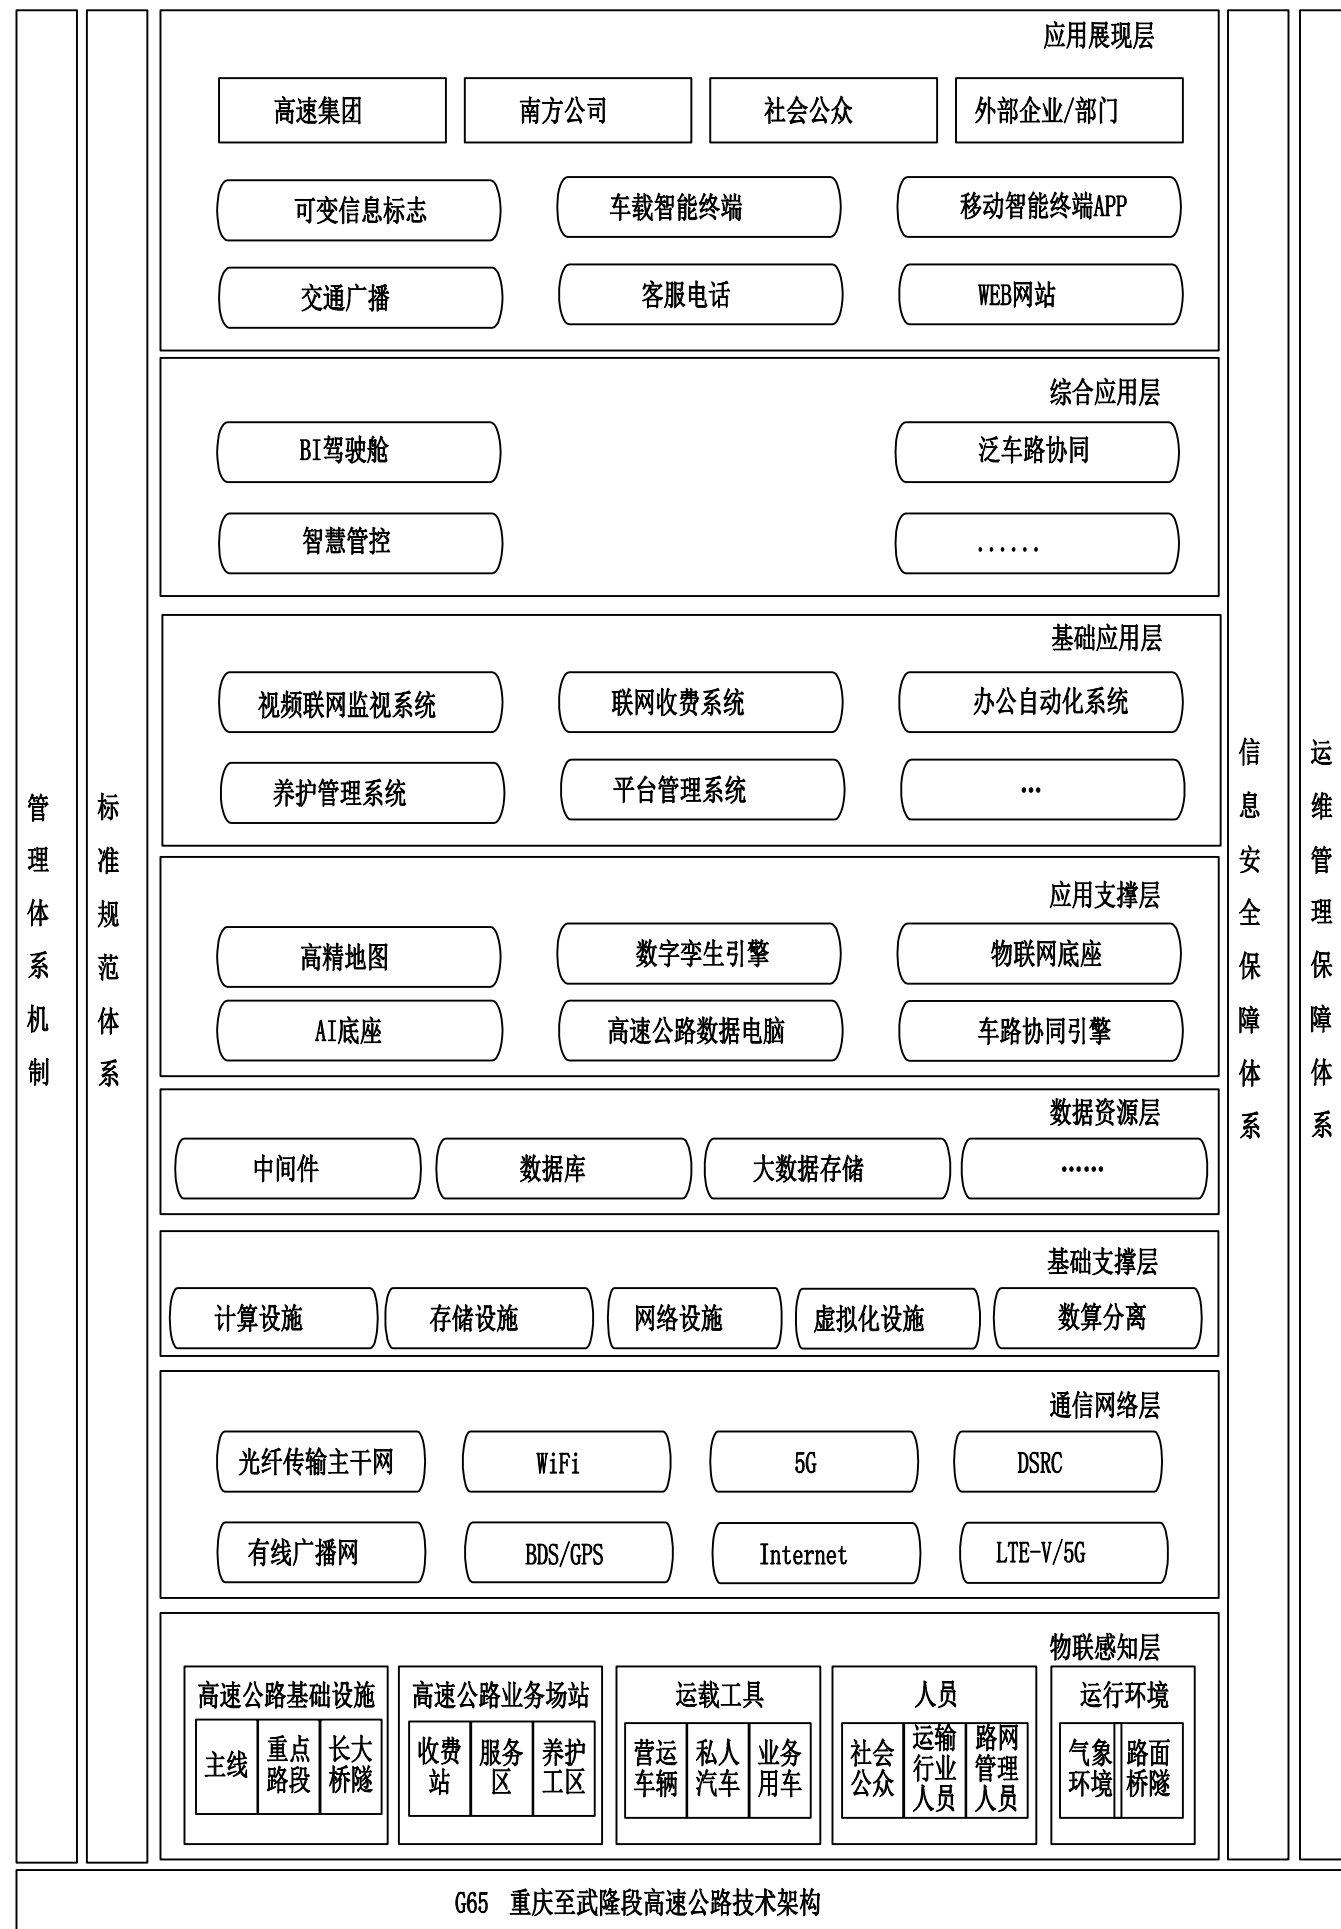 应用展现层
高速集团
南方公司
社会公众
外部企业/部门
可变信息标志
车载智能终端
移动智能终端APP
交通广播
客服电话
WEB网站
综合应用层
BI驾驶舱
泛车路协同
智慧管控
......
基础应用层
视频联网监视系统
联网收费系统
办公自动化系统
养护管理系统
平台管理系统
…
应用支撑层
高精地图
数字孪生引擎
物联网底座
AI底座
高速公路数据电脑
车路协同引擎
数据资源层
中间件
数据库
大数据存储
……
基础支撑层
计算设施
存储设施
网络设施
虚拟化设施
数算分离
通信网络层
光纤传输主干网
WiFi
5G
DSRC
有线广播网
BDS/GPS
Internet
LTE-V/5G
物联感知层
高速公路基础设施
主线
重点
路段
长大
桥隧
高速公路业务场站
收费
站
服务
区
养护
工区
运载工具
营运
车辆
私人
汽车
业务
用车
人员
社会
公众
运输
行业
人员
路网
管理
人员
运行环境
气象
环境
路面
桥隧
管理体系机制
标准规范体系
信息安全保障体系
运维管理保障体系
G65 重庆至武隆段高速公路技术架构